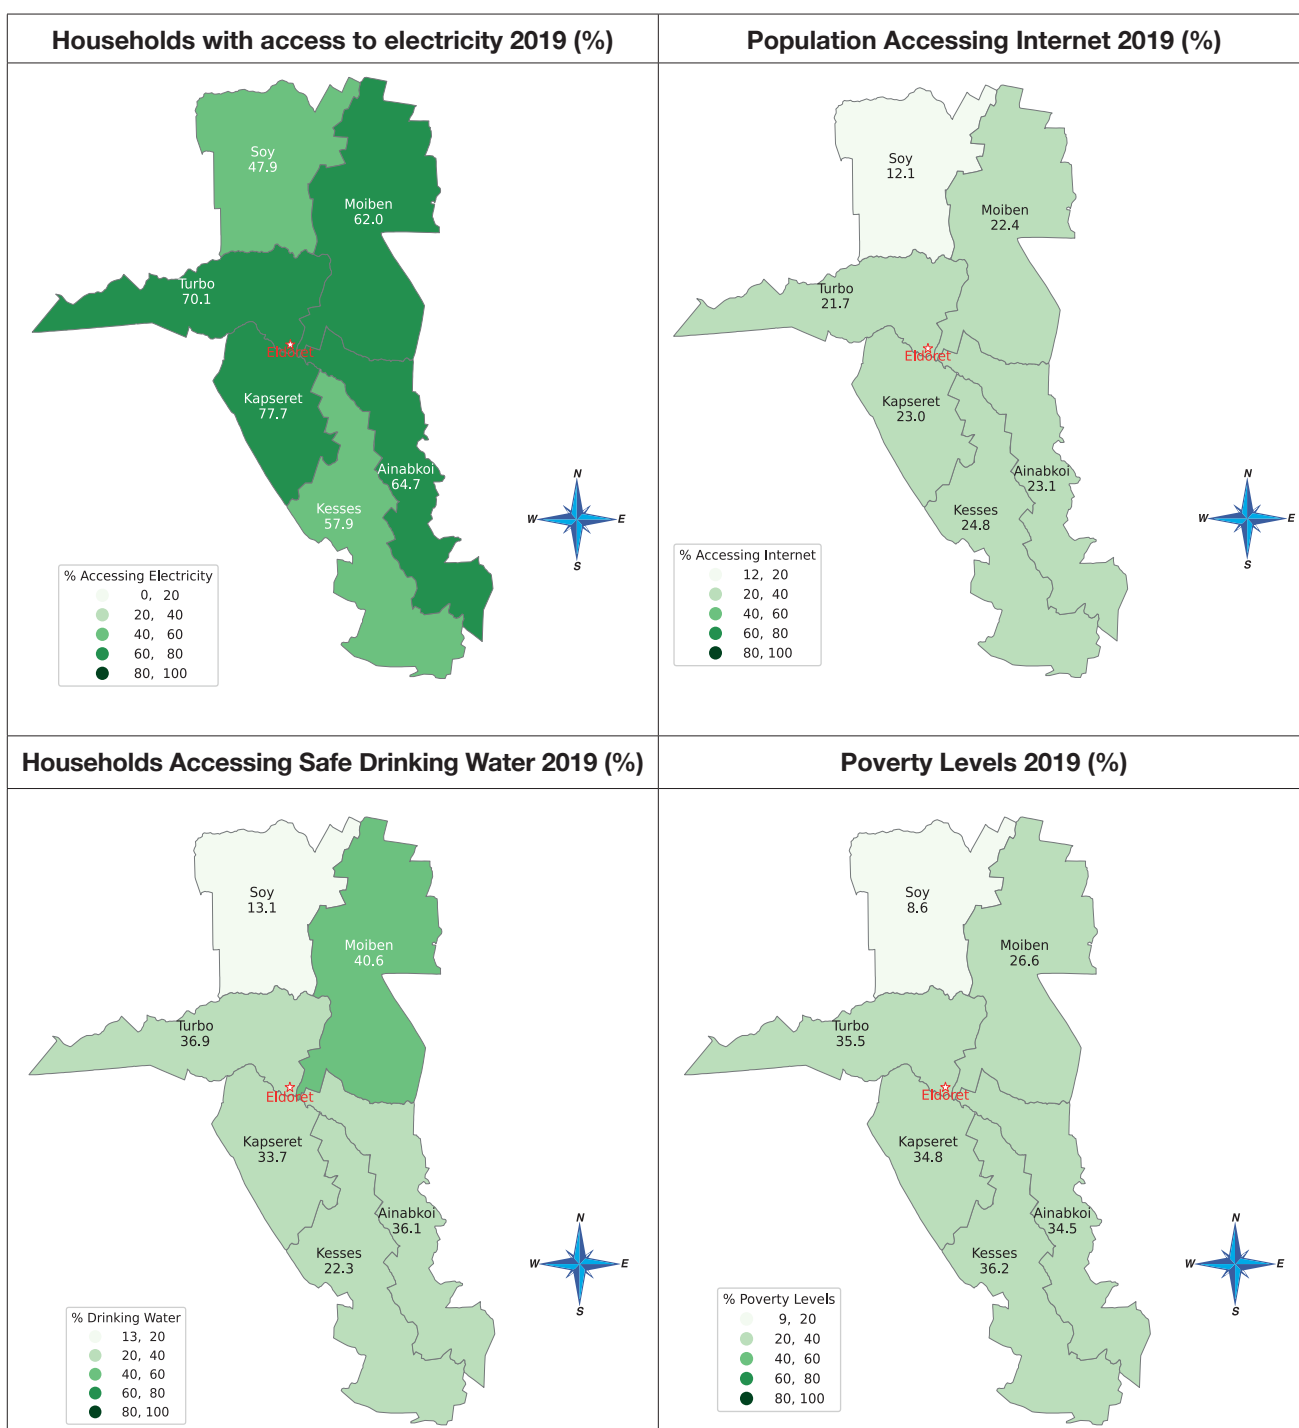 Households with access to electricity 2019 (%)
Soy
47.9
Moiben
62.0
Turbo
70.1
Eldoret
Kapseret
77.7
Ainabkoi
64.7
Kesses
57.9
N
W
E
S
% Accessing Electricity
0, 20
20, 40
40, 60
60, 80
80, 100
Population Accessing Internet 2019 (%)
Soy
12.1
Moiben
22.4
Turbo
21.7
Eldoret
Kapseret
23.0
Ainabkoi
23.1
Kesses
24.8
N
W
E
S
% Accessing Internet
12, 20
20, 40
40, 60
60, 80
80, 100
Households Accessing Safe Drinking Water 2019 (%)
Soy
13.1
Moiben
40.6
Turbo
36.9
Eldoret
Kapseret
33.7
Ainabkoi
36.1
Kesses
22.3
N
W
E
S
% Drinking Water
13, 20
20, 40
40, 60
60, 80
80, 100
Poverty Levels 2019 (%)
Soy
8.6
Moiben
26.6
Turbo
35.5
Eldoret
Kapseret
34.8
Ainabkoi
34.5
Kesses
36.2
N
W
E
S
% Poverty Levels
9, 20
20, 40
40, 60
60, 80
80, 100